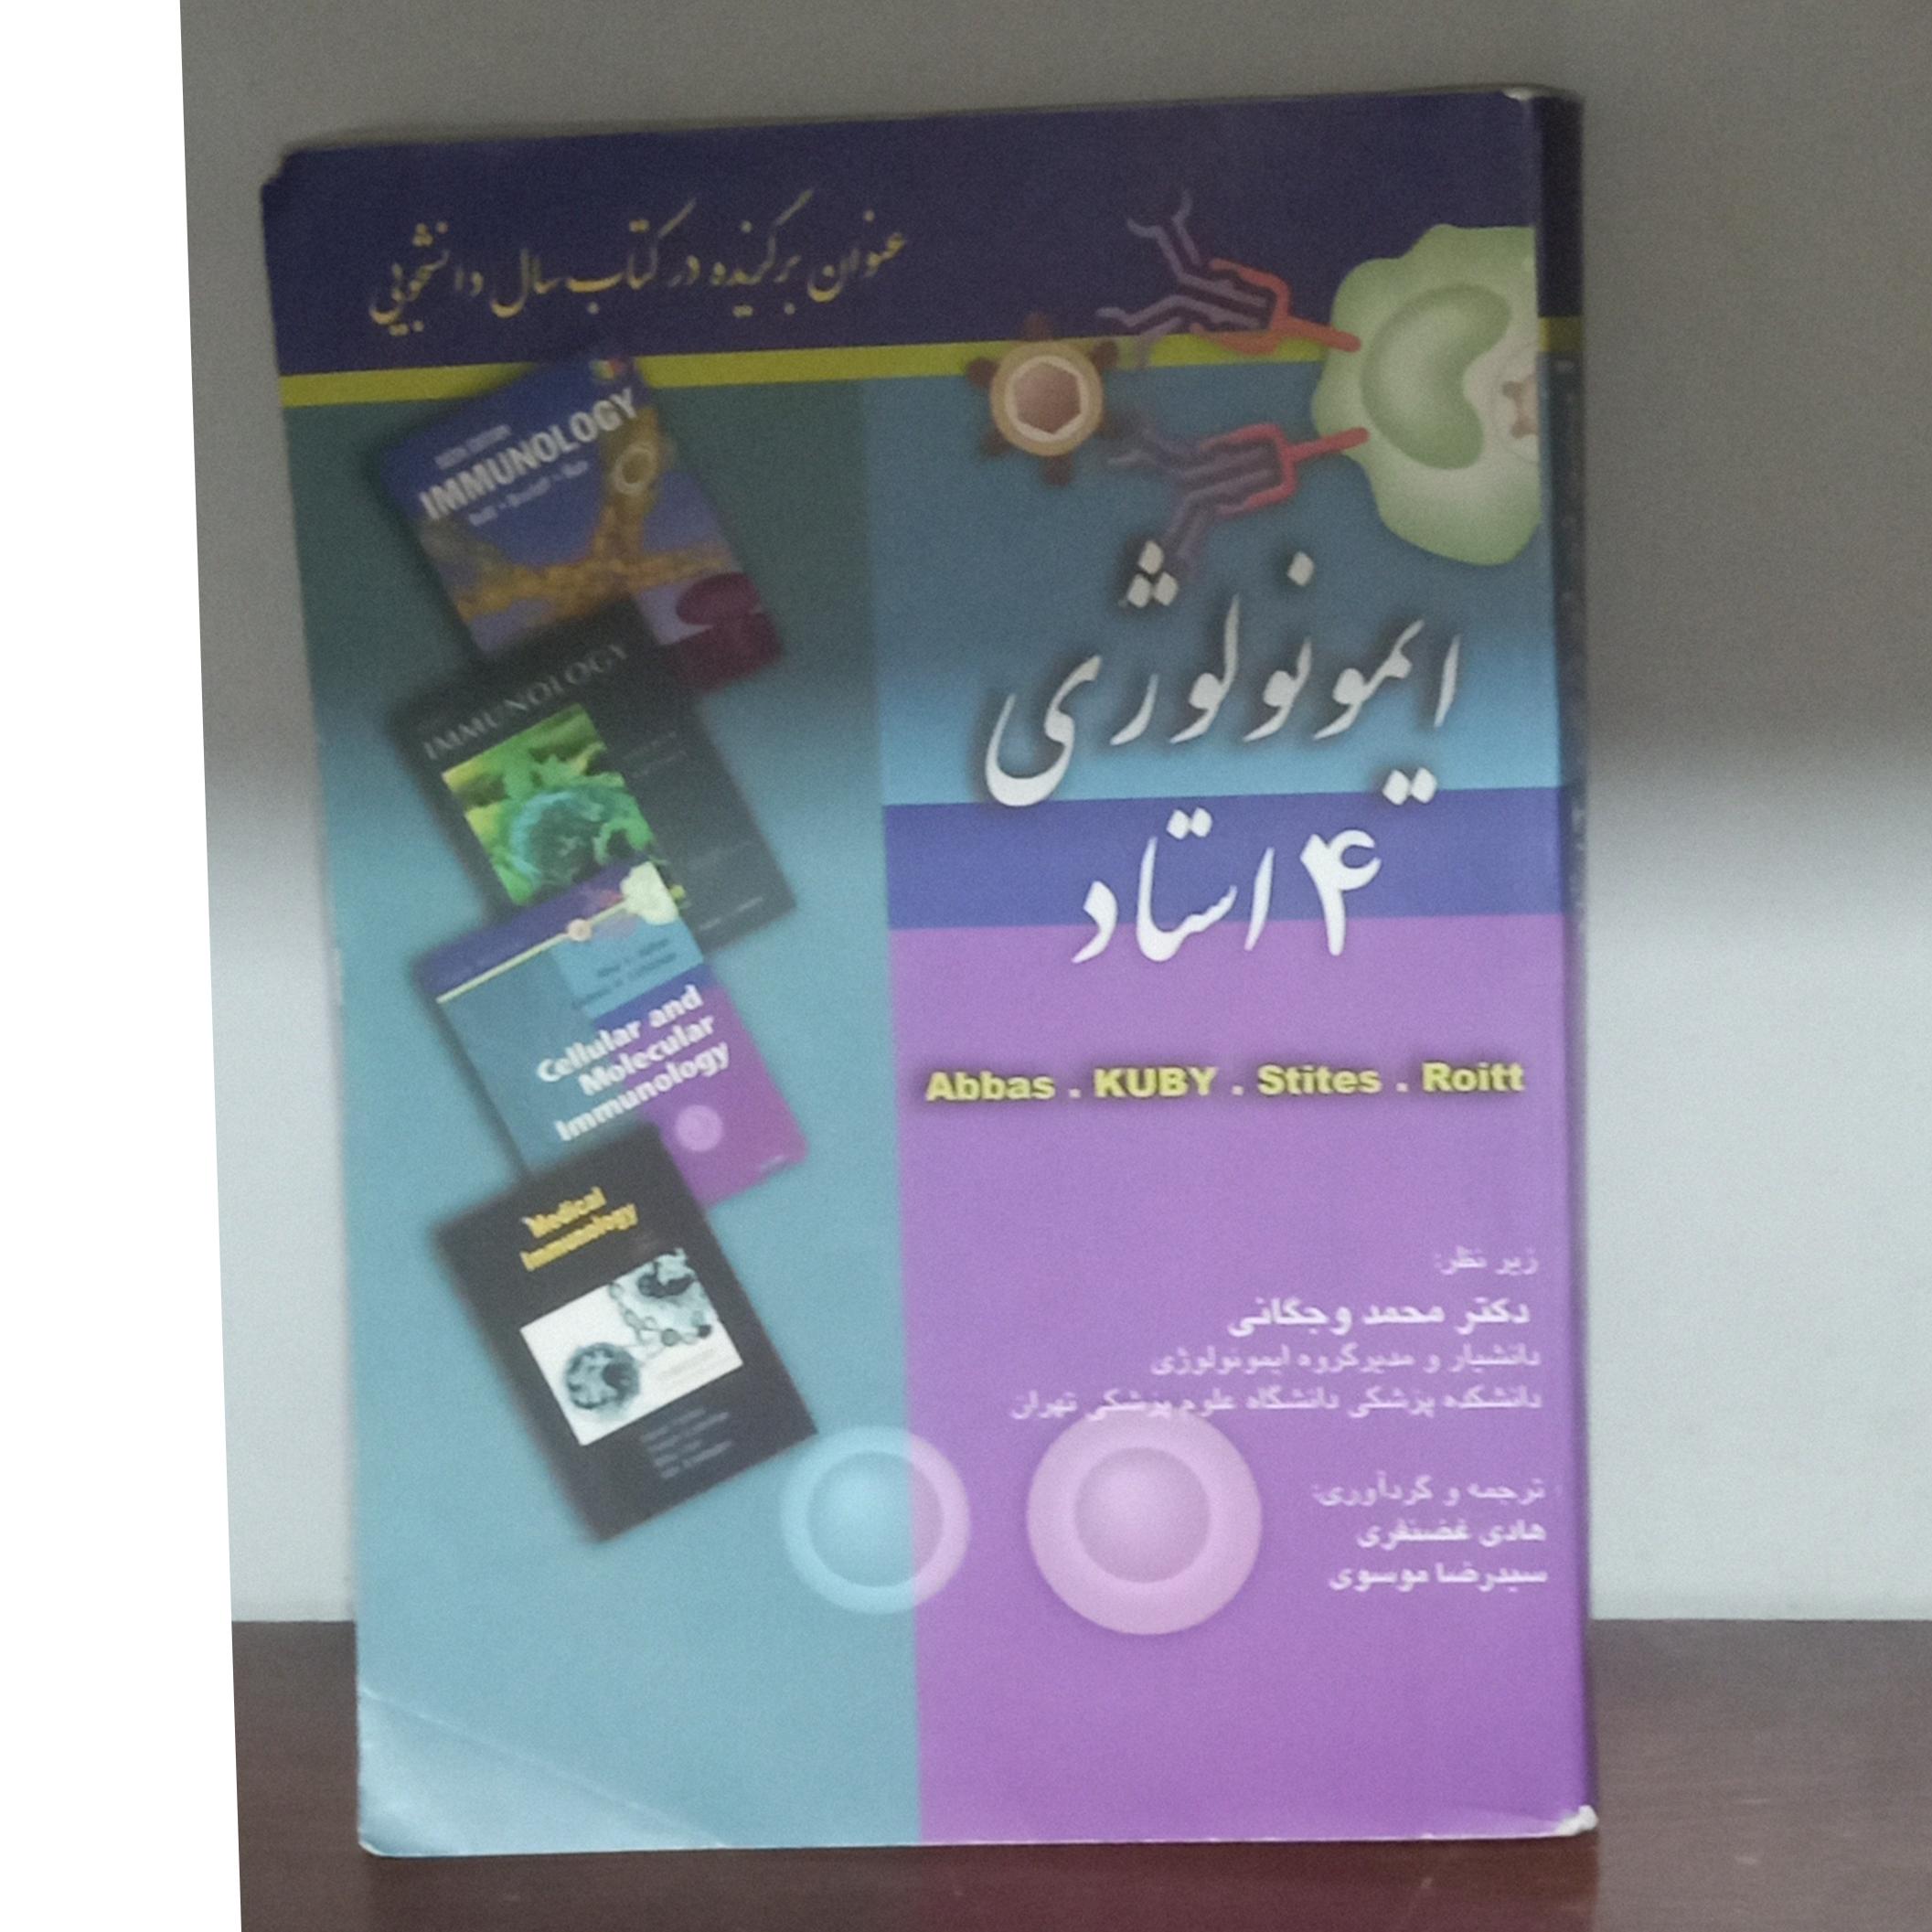 عنوان برگزیده در کتاب سال دانشجویی
ایمونولوژی
۴ استاد
Abbas . KUBY . Stites . Roitt
زیر نظر:
دکتر محمد وجگانی
دانشیار و مدیرگروه ایمونولوژی
دانشکده پزشکی دانشگاه علوم پزشکی تهران
ترجمه و گردآوری:
هادی غضنفری
سیدرضا موسوی
IMMUNOLOGY
IMMUNOLOGY
Cellular and
Molecular
Immunology
Medical
Immunology